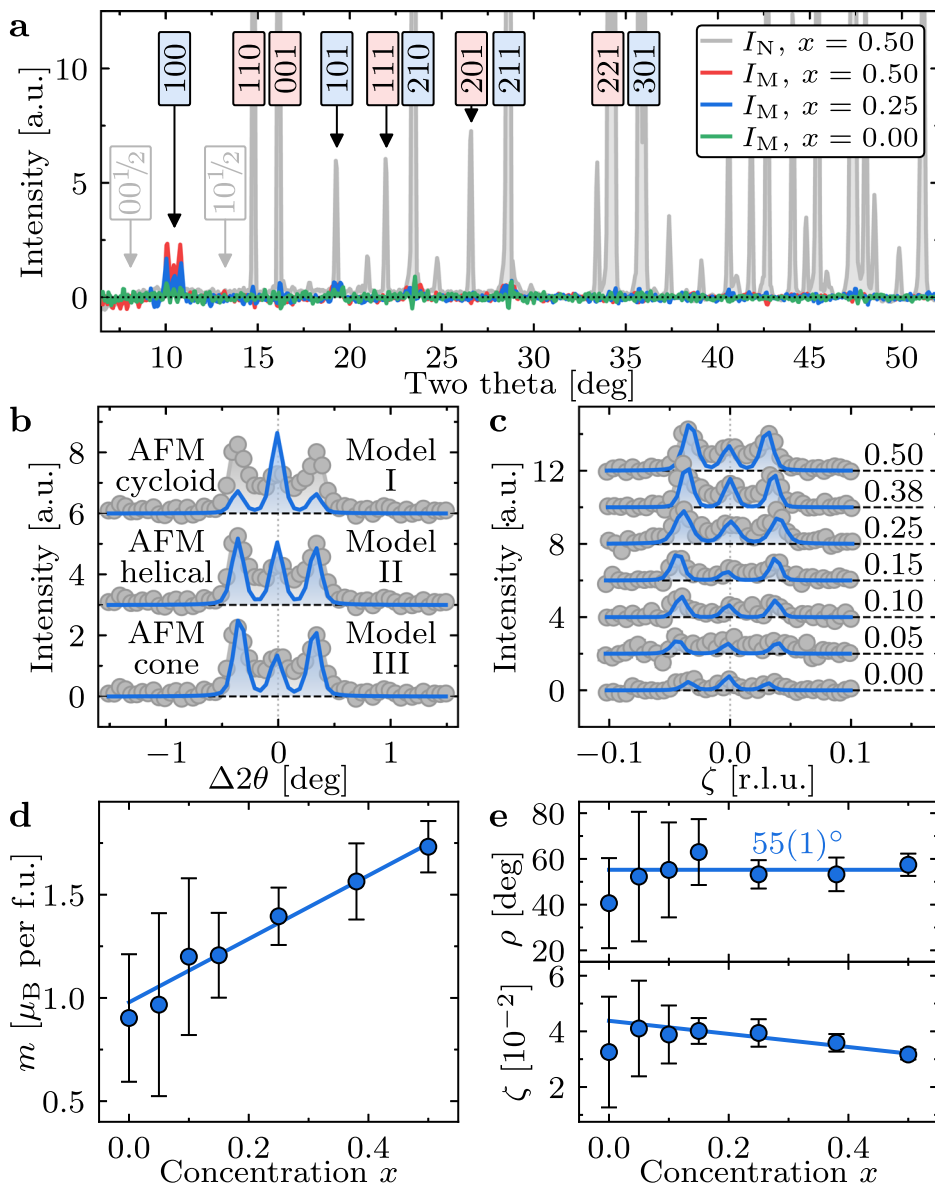 a
Intensity [a.u.]
10
5
0
00½
100
10½
110
001
101
111
210
201
211
221
301
I_N, x = 0.50
I_M, x = 0.50
I_M, x = 0.25
I_M, x = 0.00
10 15 20 25 30 35 40 45 50
Two theta [deg]
b
Intensity [a.u.]
8
6
4
2
0
AFM cycloid
Model I
AFM helical
Model II
AFM cone
Model III
−1 0 1
Δ2θ [deg]
c
Intensity [a.u.]
12
8
4
0
0.50
0.38
0.25
0.15
0.10
0.05
0.00
−0.1 0.0 0.1
ζ [r.l.u.]
d
m [μ_B per f.u.]
1.5
1.0
0.5
0.0 0.2 0.4
Concentration x
e
ρ [deg]
80
60
40
20
55(1)°
ζ [10⁻²]
6
4
2
0.0 0.2 0.4
Concentration x